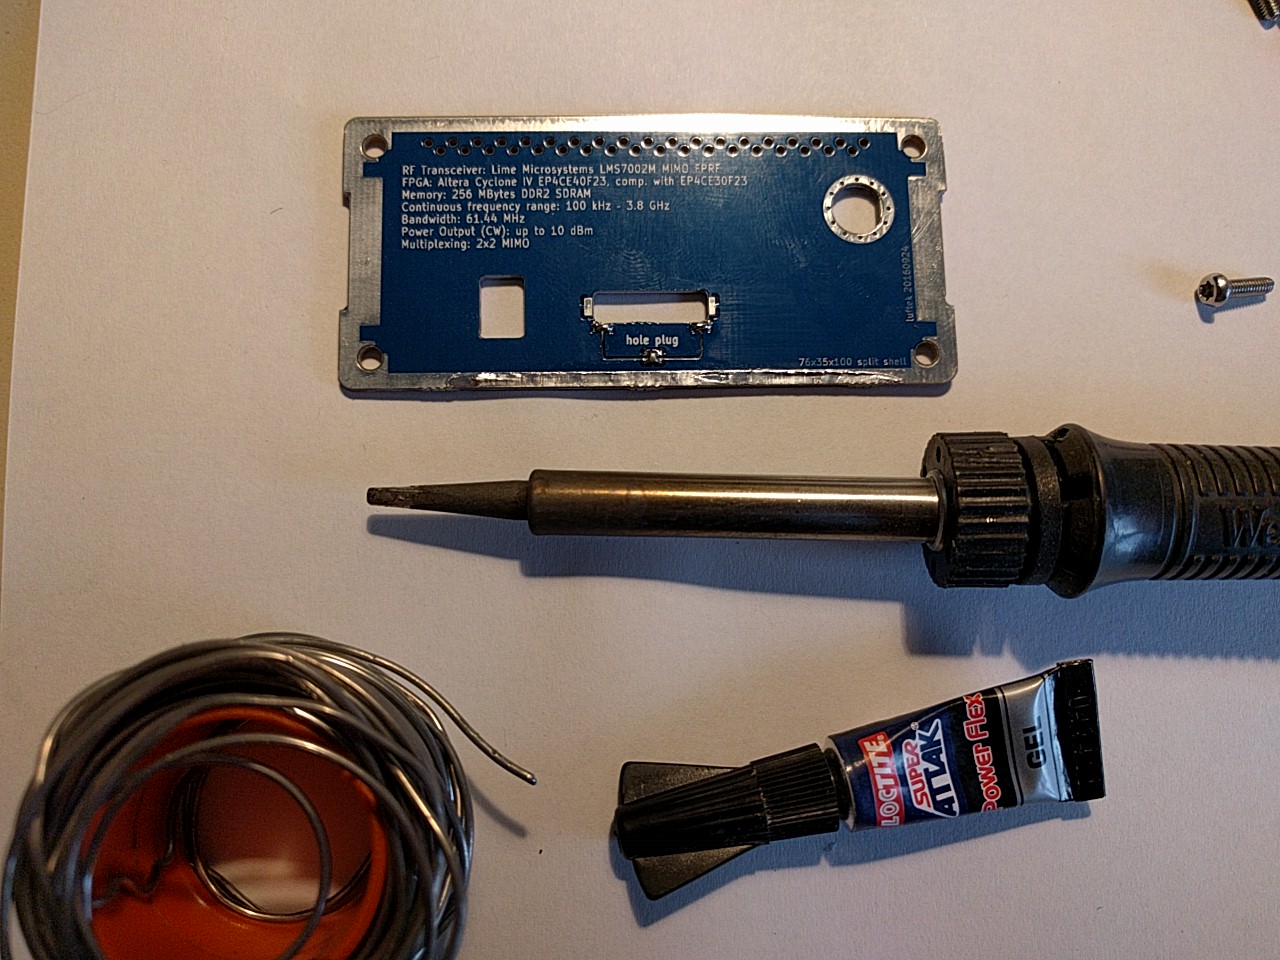 RF Transceiver: Lime Microsystems LMS7002M MIMO FPRF
FPGA: Altera Cyclone IV EP4CE40F23, comp. with EP4CE30F23
Memory: 256 MBytes DDR2 SDRAM
Continuous frequency range: 100 kHz - 3.8 GHz
Bandwidth: 61.44 MHz
Power Output (CW): up to 10 dBm
Multiplexing: 2x2 MIMO
luftek 20160924
hole plug
76x35x100 split shell
We
LOCTITE
SUPER
ATTAK
POWER FLEX
GEL